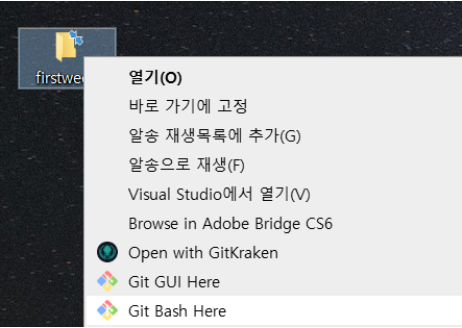 firstwee
열기(O)
바로 가기에 고정
알송 재생목록에 추가(G)
알송으로 재생(F)
Visual Studio에서 열기(V)
Browse in Adobe Bridge CS6
Open with GitKraken
Git GUI Here
Git Bash Here